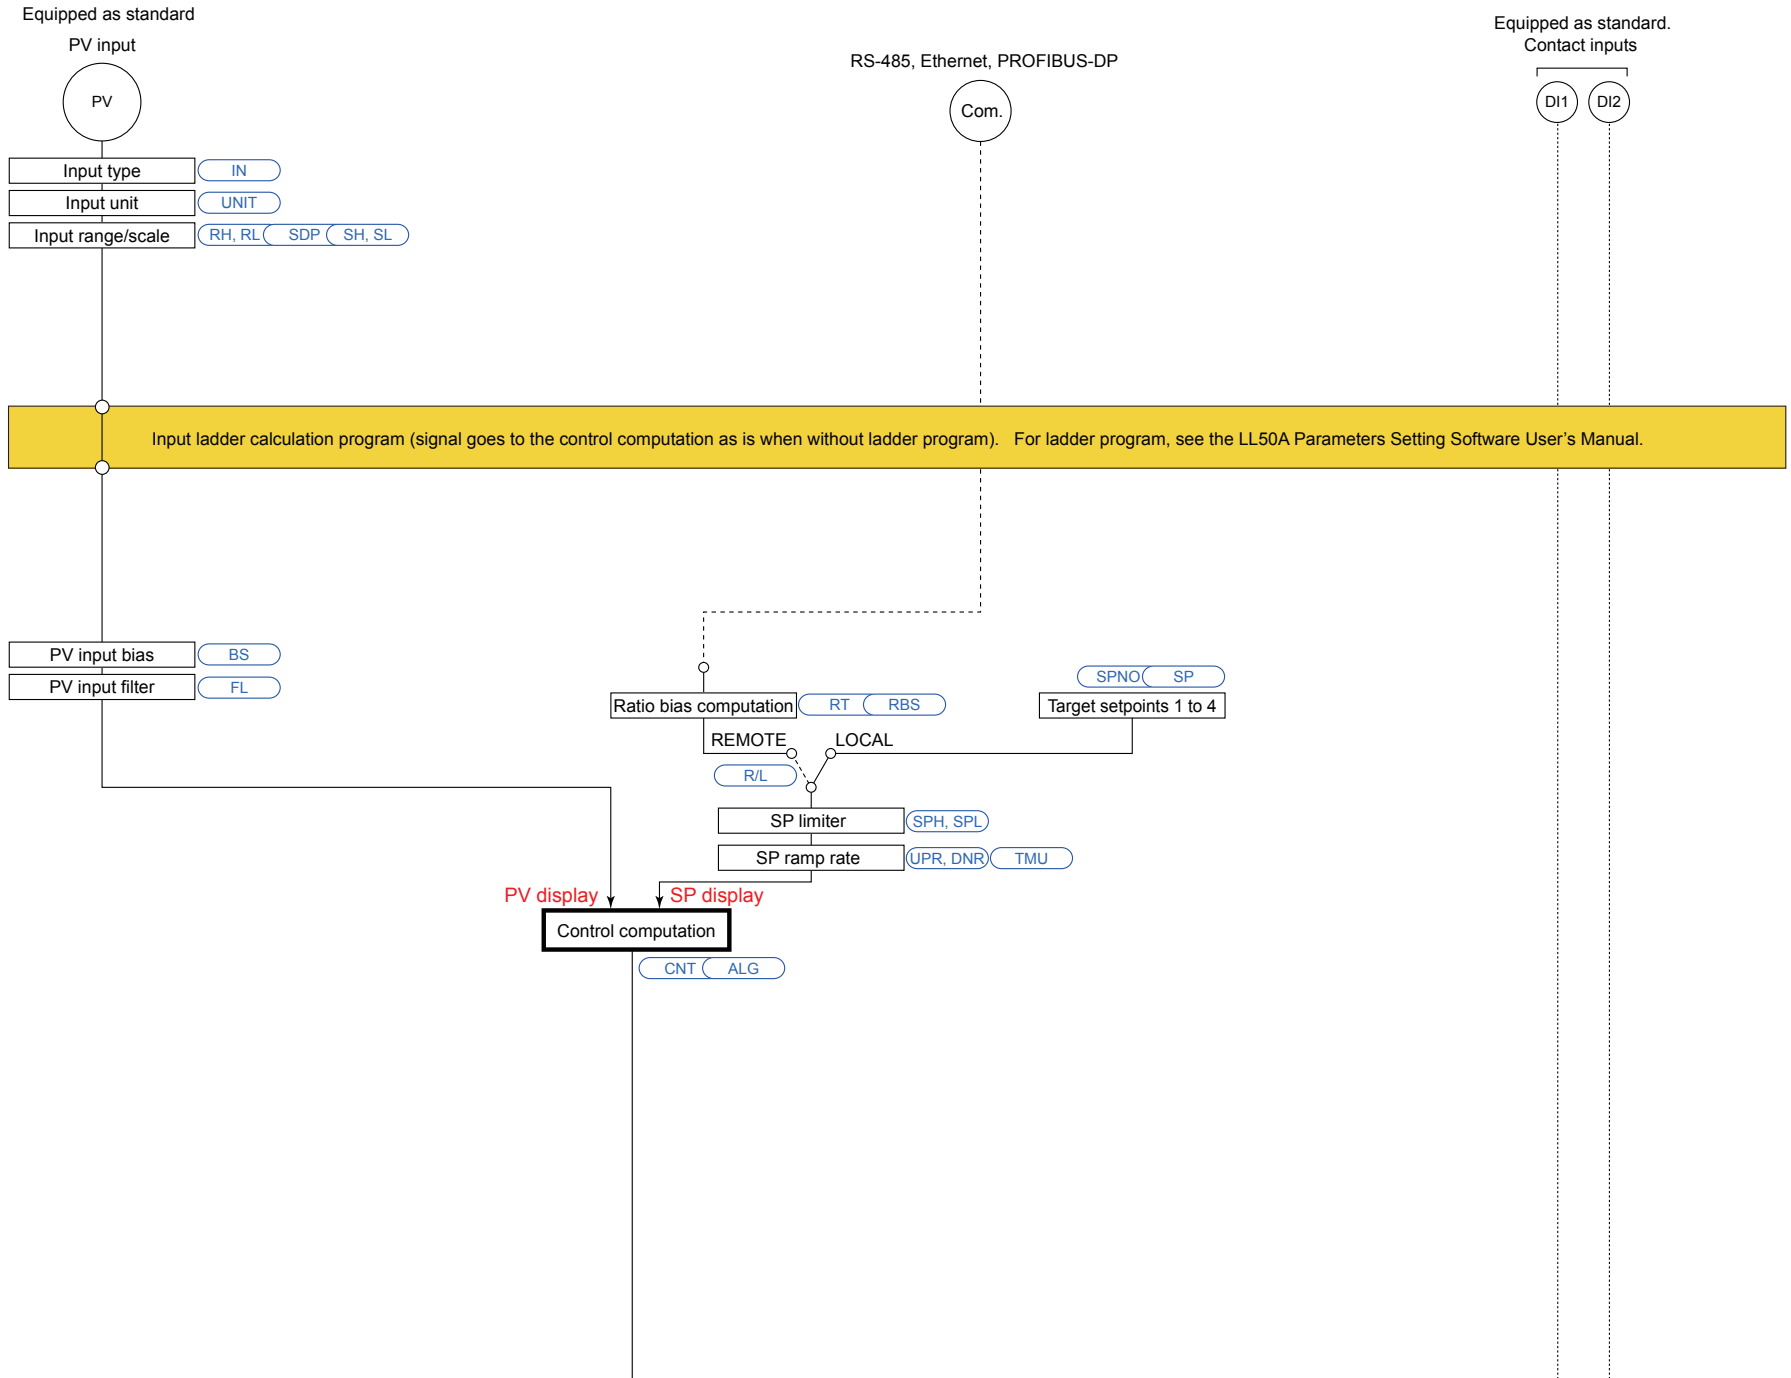 Equipped as standard
PV input
PV
RS-485, Ethernet, PROFIBUS-DP
Com.
Equipped as standard.
Contact inputs
DI1 DI2
Input type IN
Input unit UNIT
Input range/scale RH, RL SDP SH, SL
Input ladder calculation program (signal goes to the control computation as is when without ladder program). For ladder program, see the LL50A Parameters Setting Software User's Manual.
PV input bias BS
PV input filter FL
SPNO SP
Ratio bias computation RT RBS
Target setpoints 1 to 4
REMOTE LOCAL
R/L
SP limiter SPH, SPL
SP ramp rate UPR, DNR TMU
PV display SP display
Control computation
CNT ALG